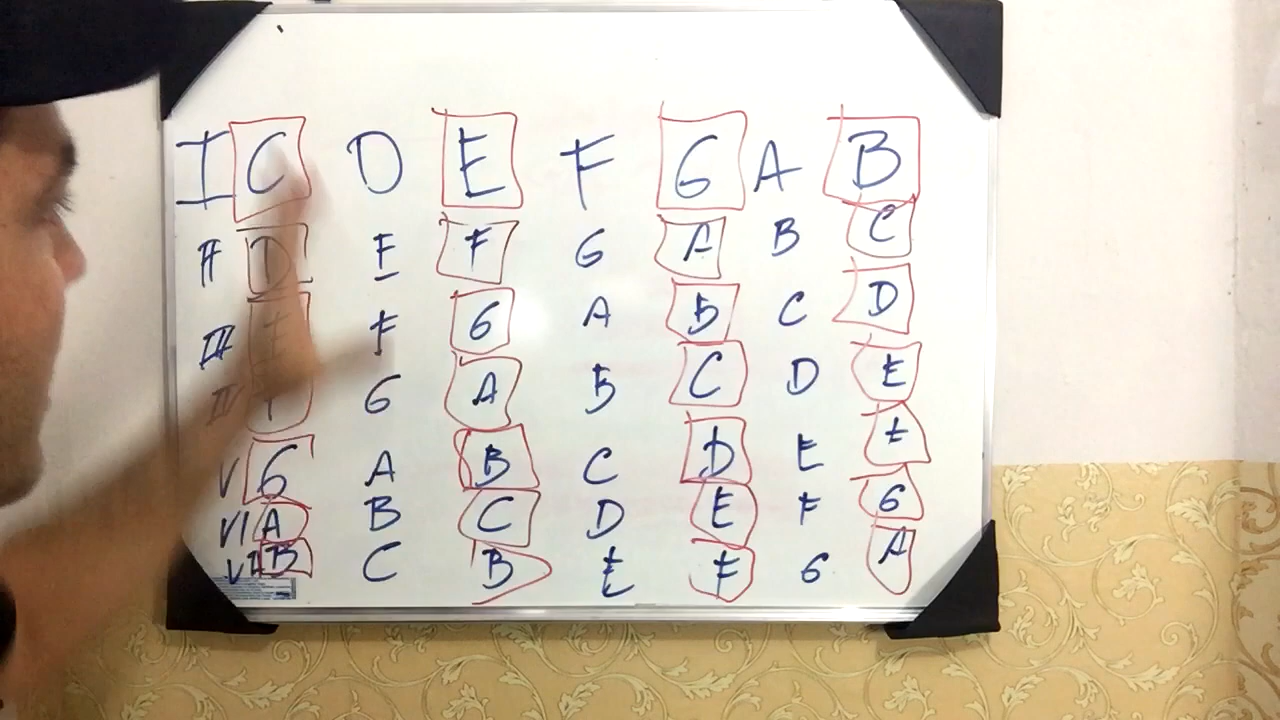 I C D E F G A B
II D E F G A B C
III E F G A B C D
IV F G A B C D E
V G A B C D E F
VI A B C D E F G
VII B C B E F G A